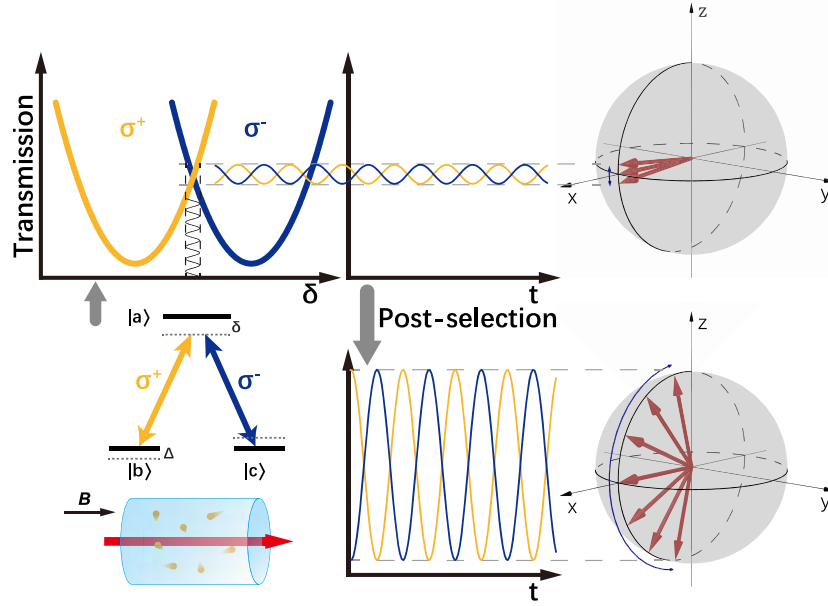 Transmission
σ⁺
σ⁻
δ
t
z
x
y
|a⟩
δ
σ⁺
σ⁻
|b⟩
Δ
|c⟩
B
Post-selection
t
z
x
y